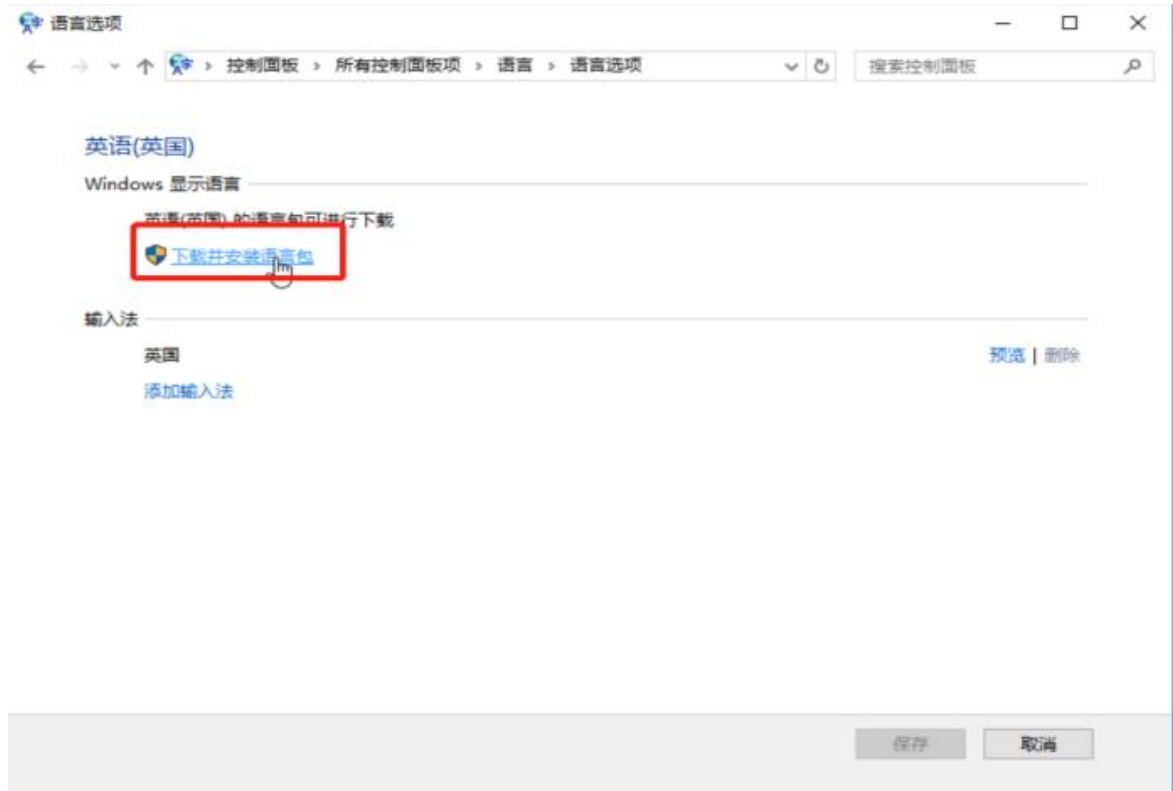 语言选项
控制面板 › 所有控制面板项 › 语言 › 语言选项
搜索控制面板
英语(英国)
Windows 显示语言
英语(英国) 的语言包可进行下载
下载并安装语言包
输入法
英国
预览 | 删除
添加输入法
保存
取消